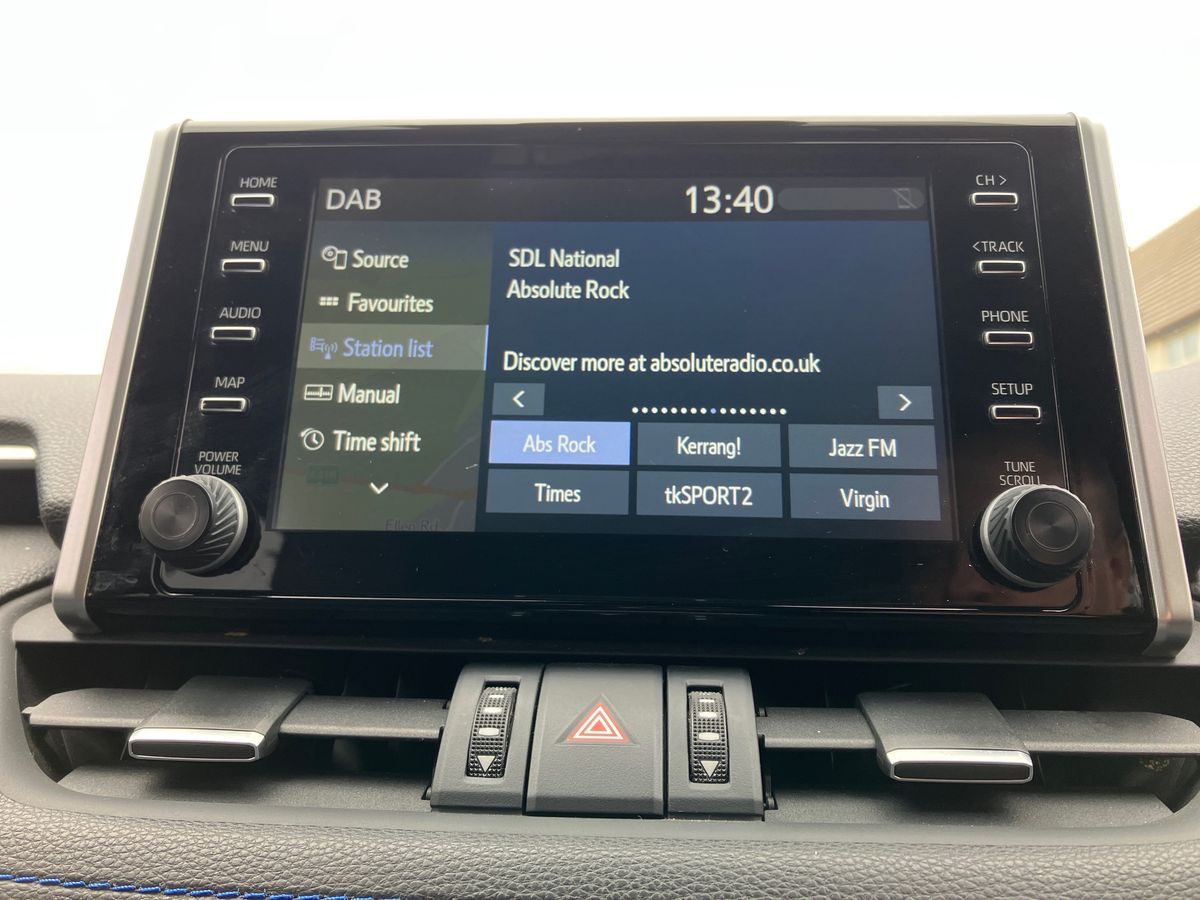 HOME
MENU
AUDIO
MAP
POWER
VOLUME
DAB
13:40
Source
Favourites
Station list
Manual
Time shift
Ellen Rd
SDL National
Absolute Rock
Discover more at absoluteradio.co.uk
<
>
Abs Rock
Kerrang!
Jazz FM
Times
tkSPORT2
Virgin
CH >
<TRACK
PHONE
SETUP
TUNE
SCROLL